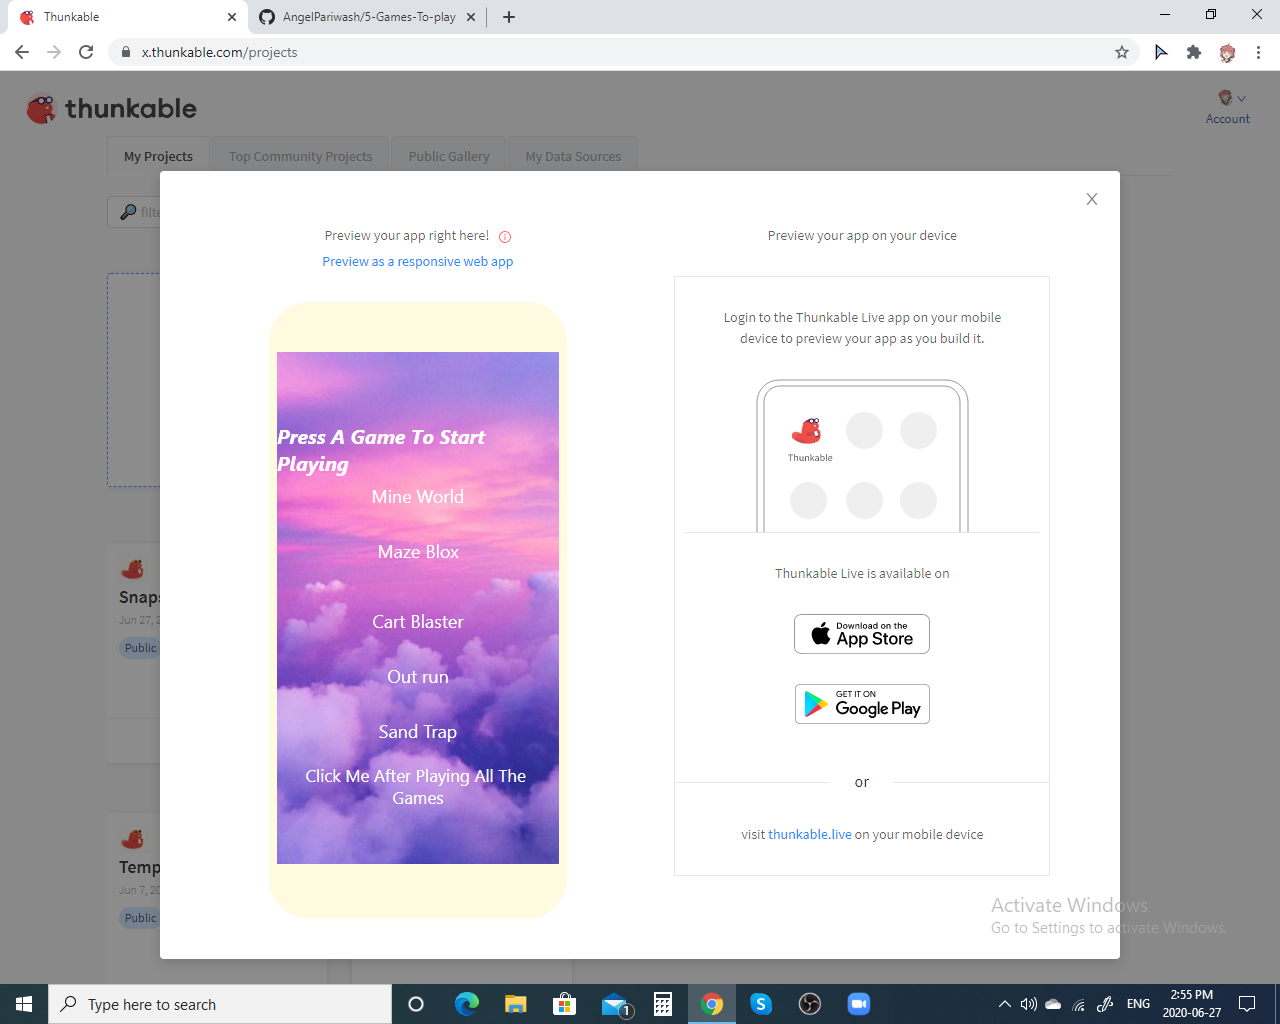 Thunkable
AngelPariwash/5-Games-To-play
x.thunkable.com/projects
thunkable
Account
My Projects
Top Community Projects
Public Gallery
My Data Sources
filte
Preview your app right here!
Preview as a responsive web app
Press A Game To Start
Playing
Mine World
Maze Blox
Cart Blaster
Out run
Sand Trap
Click Me After Playing All The
Games
X
Preview your app on your device
Login to the Thunkable Live app on your mobile
device to preview your app as you build it.
Thunkable
Thunkable Live is available on
Download on the
App Store
GET IT ON
Google Play
or
visit thunkable.live on your mobile device
Snaps
Jun 27, 2
Public
Temp
Jun 7, 20
Public
Activate Windows
Go to Settings to activate Windows.
Type here to search
1
ENG
2:55 PM
2020-06-27